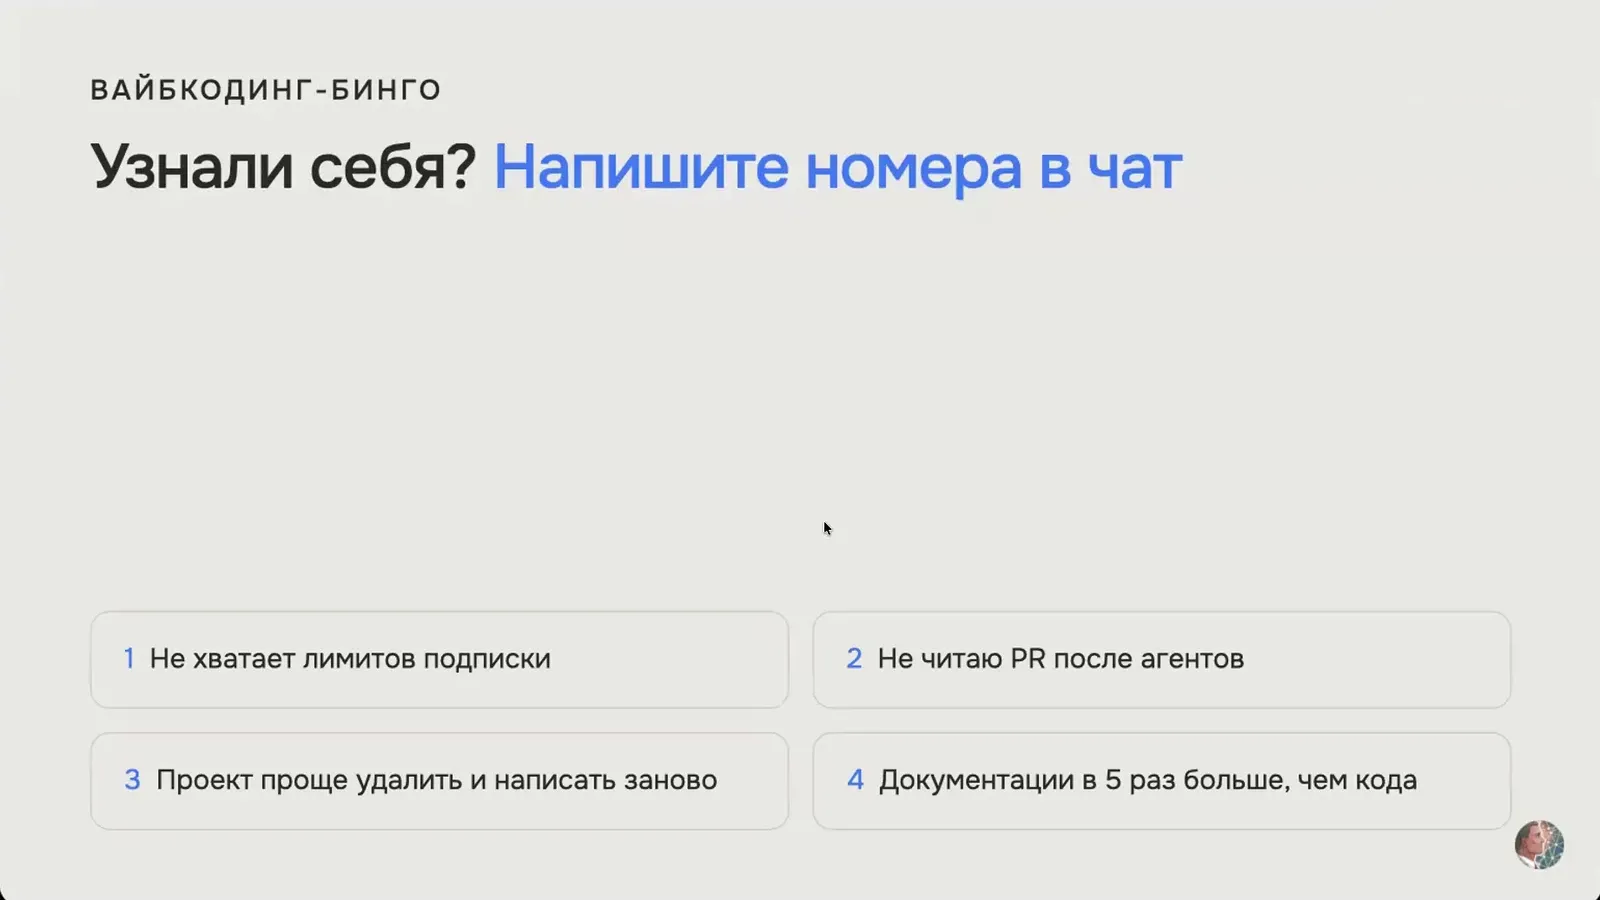 ВАЙБКОДИНГ-БИНГО
Узнали себя? Напишите номера в чат
1 Не хватает лимитов подписки
2 Не читаю PR после агентов
3 Проект проще удалить и написать заново
4 Документации в 5 раз больше, чем кода